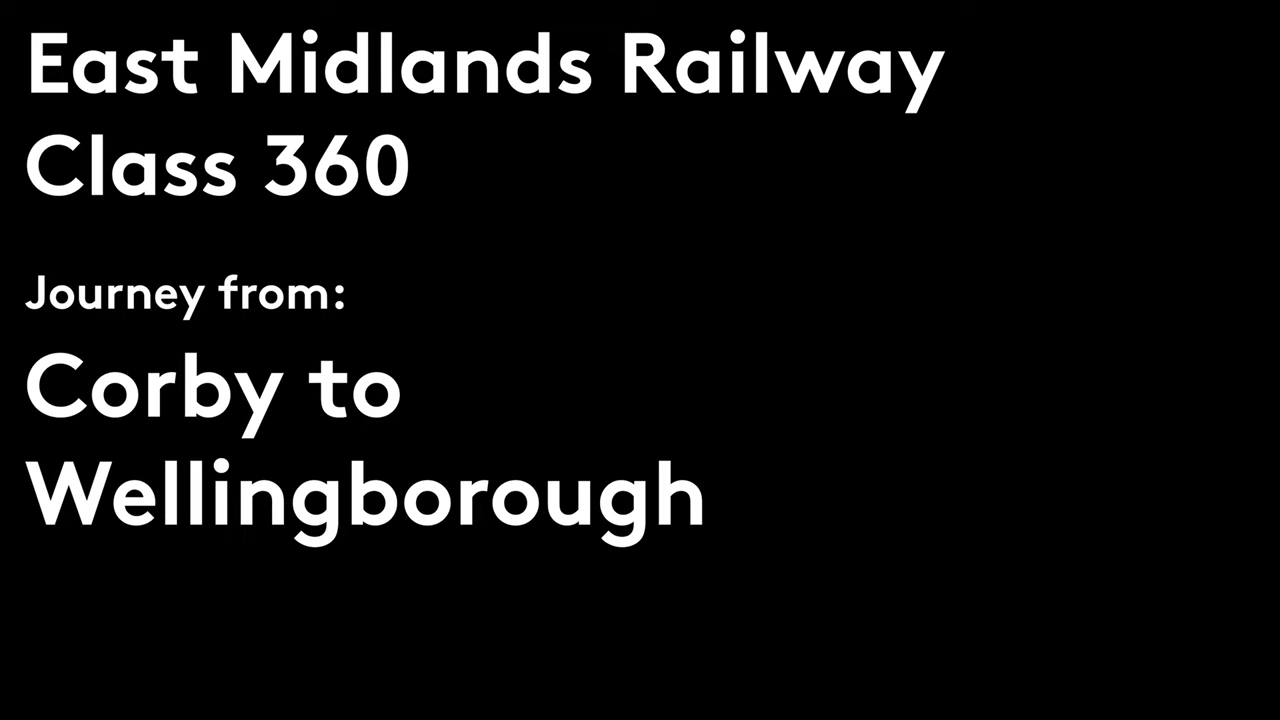 East Midlands Railway
Class 360
Journey from:
Corby to
Wellingborough